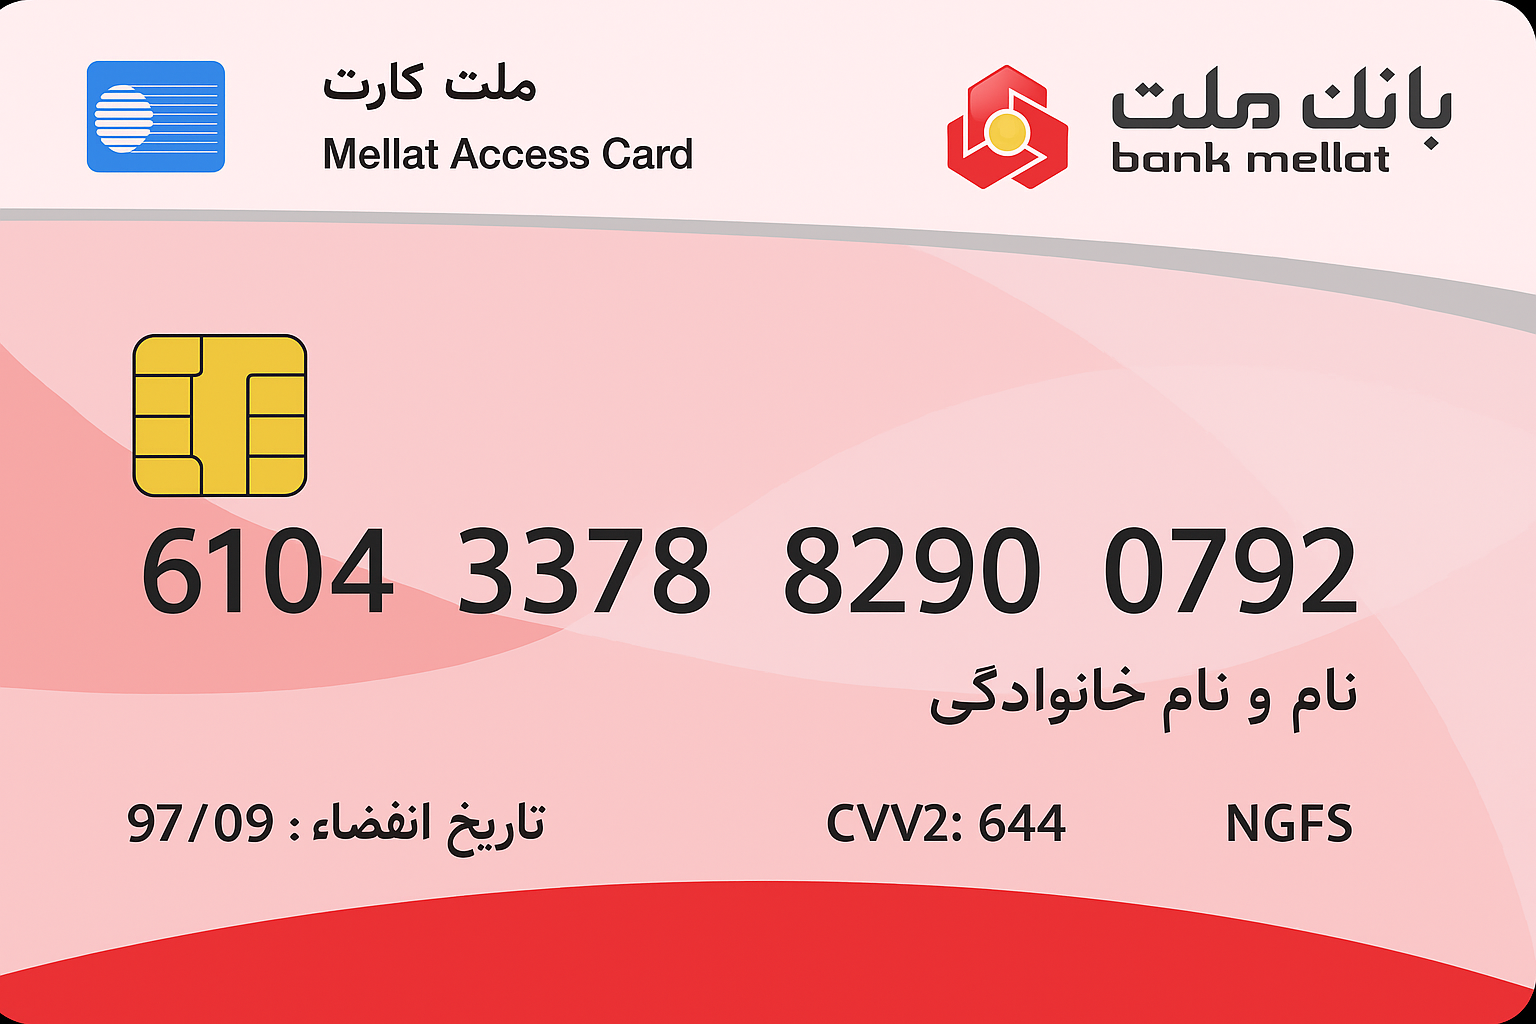 ملت کارت
Mellat Access Card
بانک ملت
bank mellat
6104 3378 8290 0792
نام و نام خانوادگی
تاریخ انفضاء : 97/09
CVV2: 644
NGFS